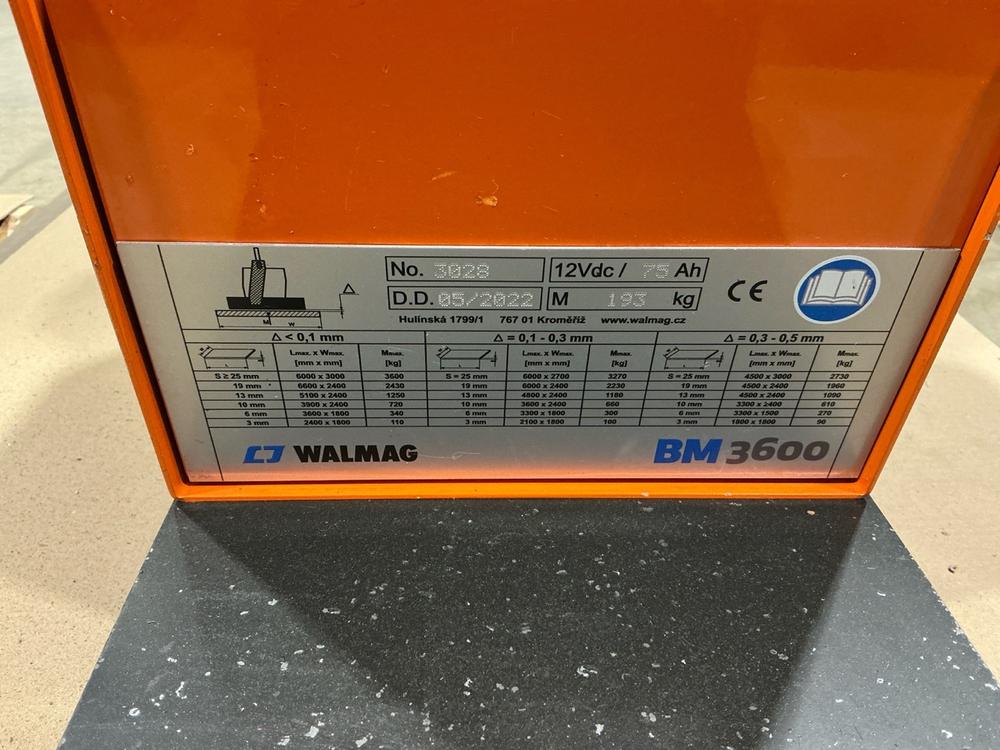 No. 3028 12Vdc / 75 Ah
D.D. 05/2022 M 193 kg
CE
Hulínská 1799/1 767 01 Kroměříž www.walmag.cz
Δ
M W
Δ < 0,1 mm Δ = 0,1 - 0,3 mm Δ = 0,3 - 0,5 mm
Lmax. x Wmax. Mmax. Lmax. x Wmax. Mmax. Lmax. x Wmax. Mmax.
[mm x mm] [kg] [mm x mm] [kg] [mm x mm] [kg]
S ≥ 25 mm 6000 x 3000 3600 S = 25 mm 6000 x 2700 3270 S = 25 mm 4500 x 3000 2730
19 mm 6600 x 2400 2430 19 mm 6000 x 2400 2230 19 mm 4500 x 2400 1960
13 mm 5100 x 2400 1250 13 mm 4800 x 2400 1180 13 mm 4500 x 2400 1090
10 mm 3900 x 2400 720 10 mm 3600 x 2400 660 10 mm 3300 x 2400 610
6 mm 3600 x 1800 340 6 mm 3300 x 1800 300 6 mm 3300 x 1500 270
3 mm 2400 x 1800 110 3 mm 2100 x 1800 100 3 mm 1800 x 1800 90
WALMAG BM 3600